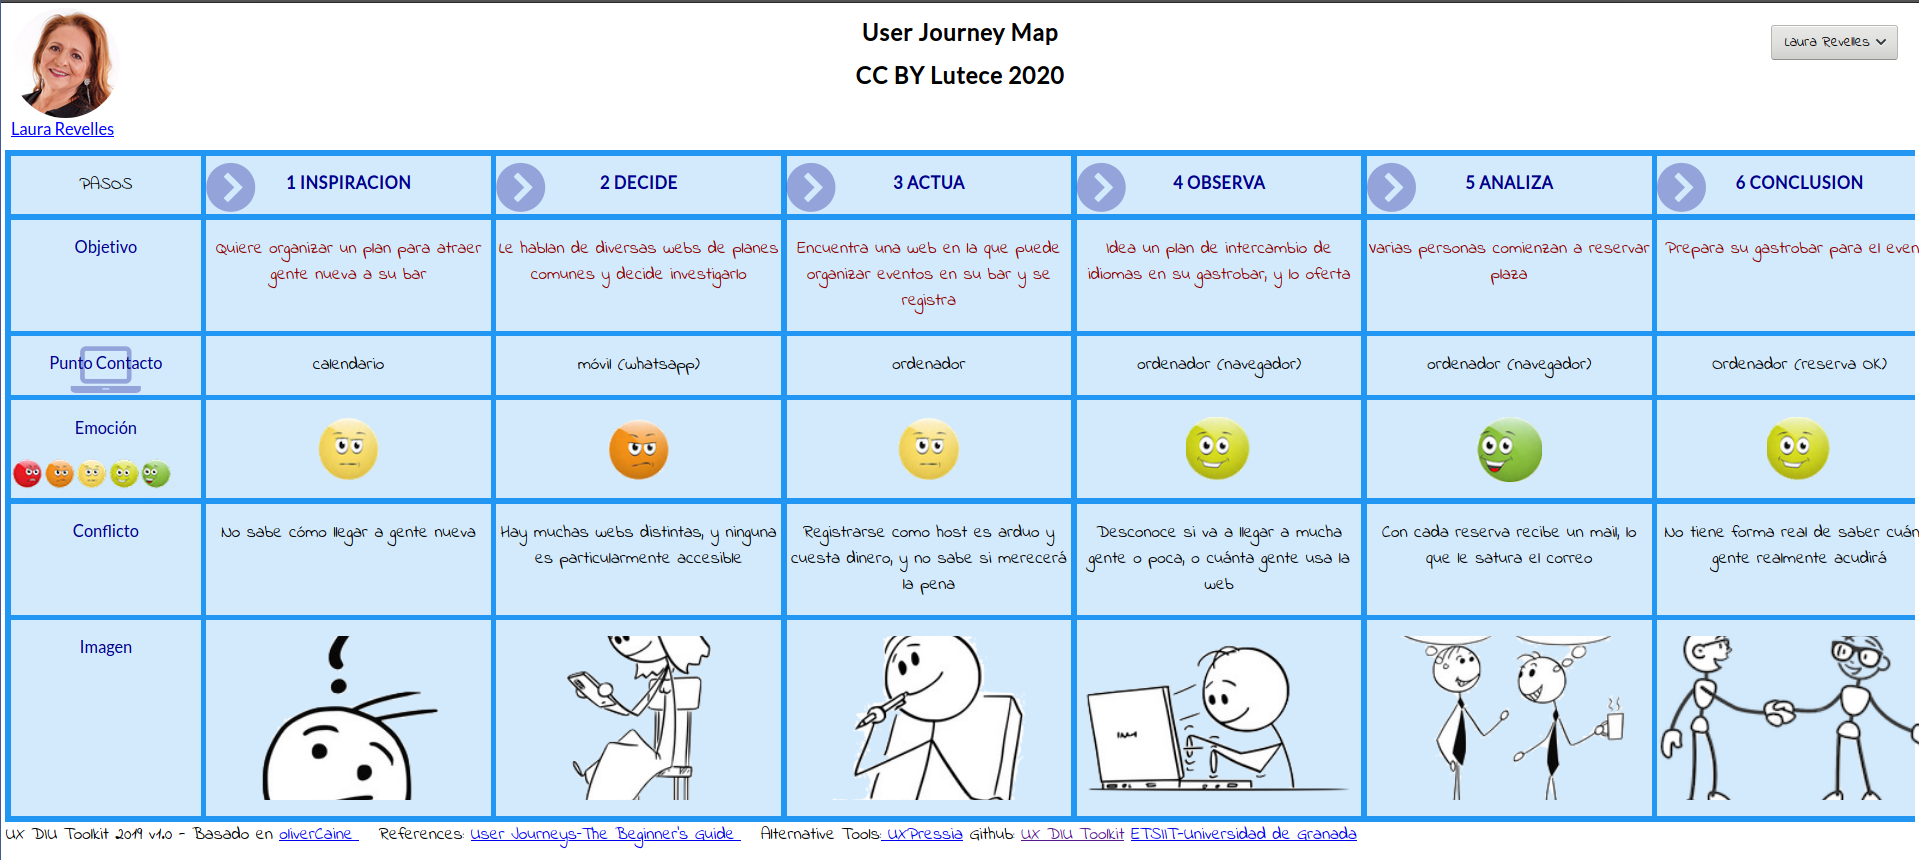 User Journey Map
CC BY Lutece 2020
Laura Revelles
Laura Revelles
PASOS
1 INSPIRACION
2 DECIDE
3 ACTUA
4 OBSERVA
5 ANALIZA
6 CONCLUSION
Objetivo
Quiere organizar un plan para atraer
gente nueva a su bar
Le hablan de diversas webs de planes
comunes y decide investigarlo
Encuentra una web en la que puede
organizar eventos en su bar y se
registra
Idea un plan de intercambio de
idiomas en su gastrobar, y lo oferta
Varias personas comienzan a reservar
plaza
Prepara su gastrobar para el even
Punto Contacto
calendario
móvil (whatsapp)
ordenador
ordenador (navegador)
ordenador (navegador)
Ordenador (reserva OK)
Emoción
Conflicto
No sabe cómo llegar a gente nueva
Hay muchas webs distintas, y ninguna
es particularmente accesible
Registrarse como host es arduo y
cuesta dinero, y no sabe si merecerá
la pena
Desconoce si va a llegar a mucha
gente o poca, o cuánta gente usa la
web
Con cada reserva recibe un mail, lo
que le satura el correo
No tiene forma real de saber cuán
gente realmente acudirá
Imagen
UX DIU Toolkit 2019 v1.0 - Basado en oliverCaine References: User Journeys-The Beginner's Guide Alternative Tools: UXPressia Github: UX DIU Toolkit ETSIIT-Universidad de Granada